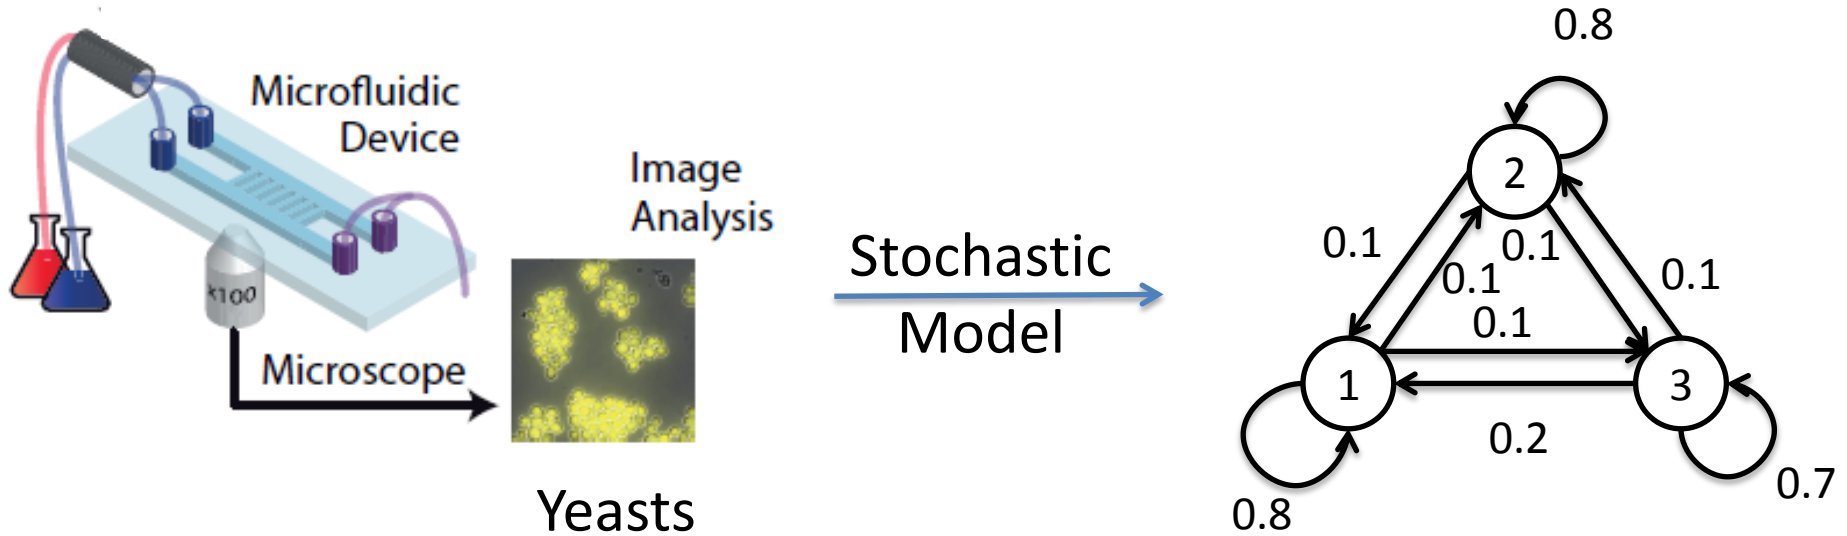 Microfluidic
Device
Image
Analysis
x100
Microscope
Yeasts
Stochastic
Model
0.8
2
0.1
0.1
0.1
0.1
0.1
1
3
0.2
0.8
0.7